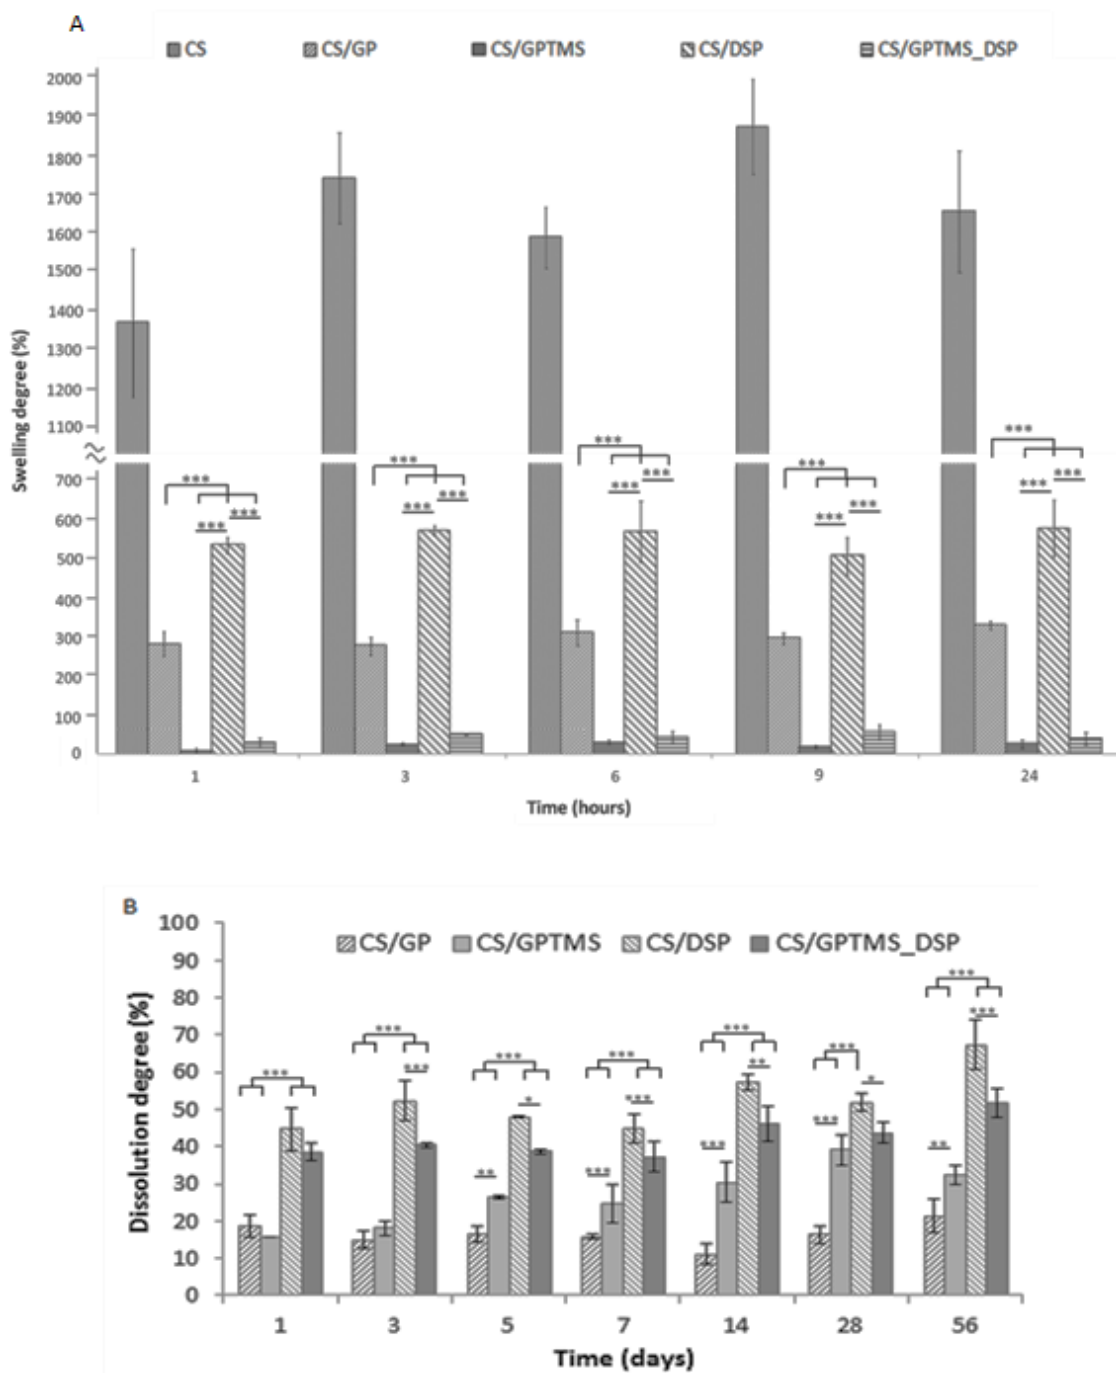 A
CS CS/GP CS/GPTMS CS/DSP CS/GPTMS_DSP
Swelling degree (%)
2000
1900
1800
1700
1600
1500
1400
1300
1200
1100
700
600
500
400
300
200
100
0
*** *** *** *** ***
*** *** *** *** ***
*** *** *** *** ***
1 3 6 9 24
Time (hours)
B
CS/GP CS/GPTMS CS/DSP CS/GPTMS_DSP
Dissolution degree (%)
100
90
80
70
60
50
40
30
20
10
0
*** *** *** *** *** *** ***
*** * *** ** * ***
** *** *** *** **
1 3 5 7 14 28 56
Time (days)